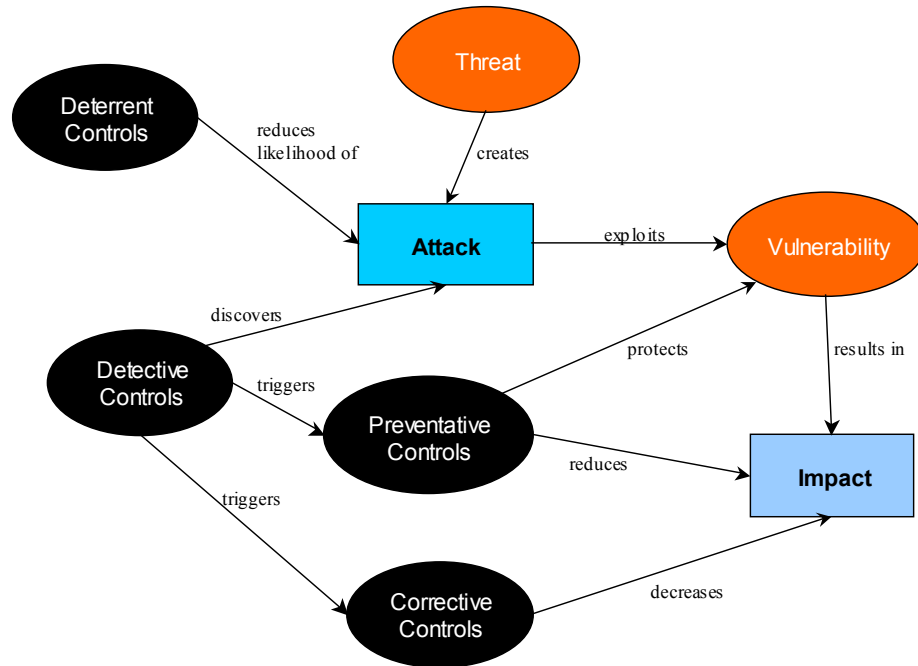 Threat
Deterrent
Controls
reduces
likelihood of
creates
Attack
exploits
Vulnerability
discovers
protects
results in
Detective
Controls
triggers
Preventative
Controls
reduces
Impact
triggers
Corrective
Controls
decreases